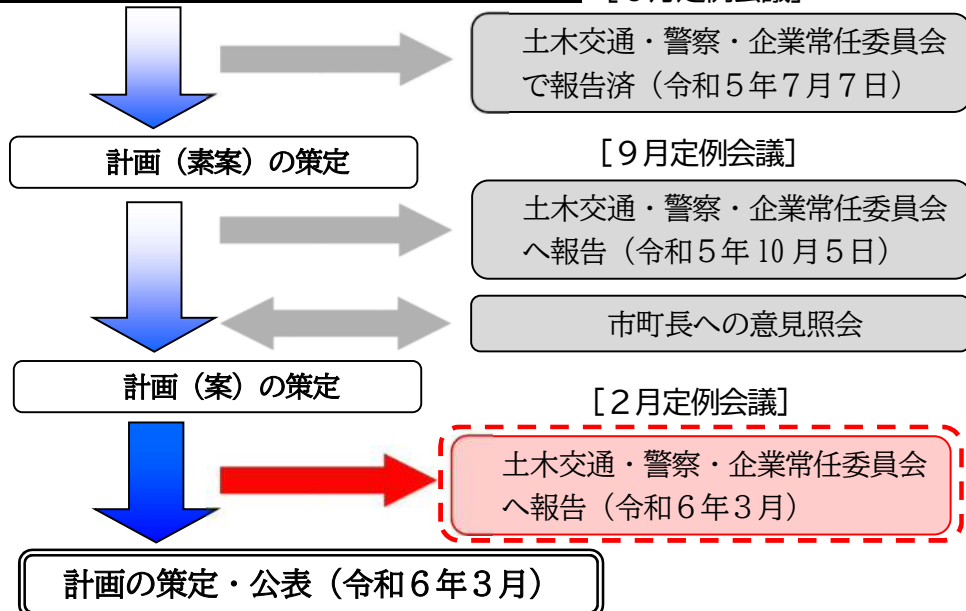 土木交通・警察・企業常任委員会
で報告済（令和５年７月７日）
計画（素案）の策定
［９月定例会議］
土木交通・警察・企業常任委員会
へ報告（令和５年 10 月５日）
市町長への意見照会
計画（案）の策定
［２月定例会議］
土木交通・警察・企業常任委員会
へ報告（令和６年３月）
計画の策定・公表（令和６年３月）